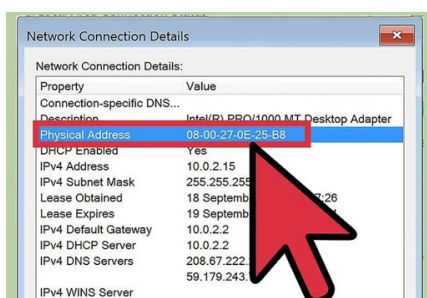 Network Connection Details
Network Connection Details:
Property Value
Connection-specific DNS...
Description Intel(R) PRO/1000 MT Desktop Adapter
Physical Address 08-00-27-0E-25-B8
DHCP Enabled Yes
IPv4 Address 10.0.2.15
IPv4 Subnet Mask 255.255.255
Lease Obtained 18 Septemb 7:26
Lease Expires 19 Septemb
IPv4 Default Gateway 10.0.2.2
IPv4 DHCP Server 10.0.2.2
IPv4 DNS Servers 208.67.222.
59.179.243.
IPv4 WINS Server